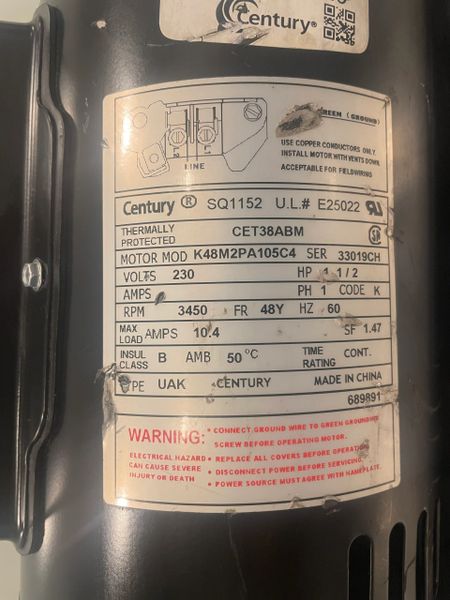 Century®
GREEN (GROUND)
USE COPPER CONDUCTORS ONLY.
INSTALL MOTOR WITH VENTS DOWN.
ACCEPTABLE FOR FIELDWIRING
L2 L1
LINE
Century ® SQ1152 U.L.# E25022
THERMALLY PROTECTED CET38ABM
MOTOR MOD K48M2PA105C4 SER 33019CH
VOLTS 230 HP 1 1/2
AMPS PH 1 CODE K
RPM 3450 FR 48Y HZ 60
MAX LOAD AMPS 10.4 SF 1.47
INSUL CLASS B AMB 50 °C TIME RATING CONT.
TYPE UAK CENTURY MADE IN CHINA
689891
WARNING: • CONNECT GROUND WIRE TO GREEN GROUNDING
SCREW BEFORE OPERATING MOTOR.
ELECTRICAL HAZARD • REPLACE ALL COVERS BEFORE OPERATING.
CAN CAUSE SEVERE • DISCONNECT POWER BEFORE SERVICING.
INJURY OR DEATH • POWER SOURCE MUST AGREE WITH NAMEPLATE.